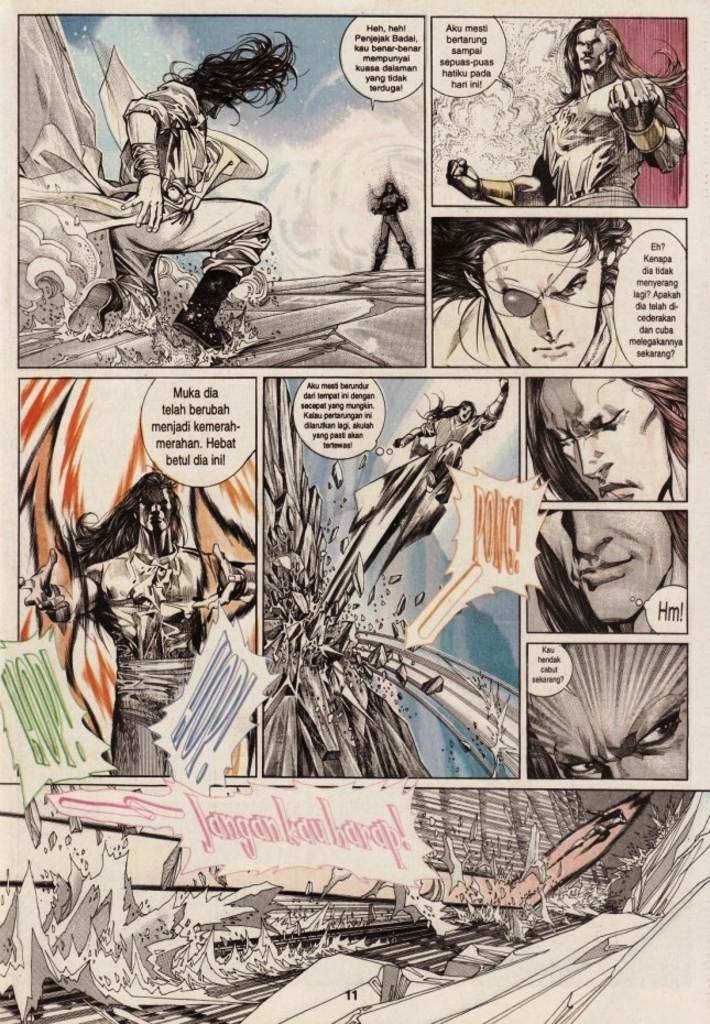 Heh, heh!
Penjejak Badai,
kau benar-benar
mempunyai
kuasa dalaman
yang tidak
terduga!
Aku mesti
bertarung
sampai
sepuas-puas
hatiku pada
hari ini!
Eh?
Kenapa
dia tidak
menyerang
lagi? Apakah
dia telah di-
cederakan
dan cuba
melegakannya
sekarang?
Muka dia
telah berubah
menjadi kemerah-
merahan. Hebat
betul dia ini!
Aku mesti berundur
dari tempat ini dengan
secepat yang mungkin.
Kalau pertarungan ini
dilarutkan lagi, akulah
yang pasti akan
tertewas!
PONG!
Hm!
Kau
hendak
cabut
sekarang?
Jangan kau harap!
11